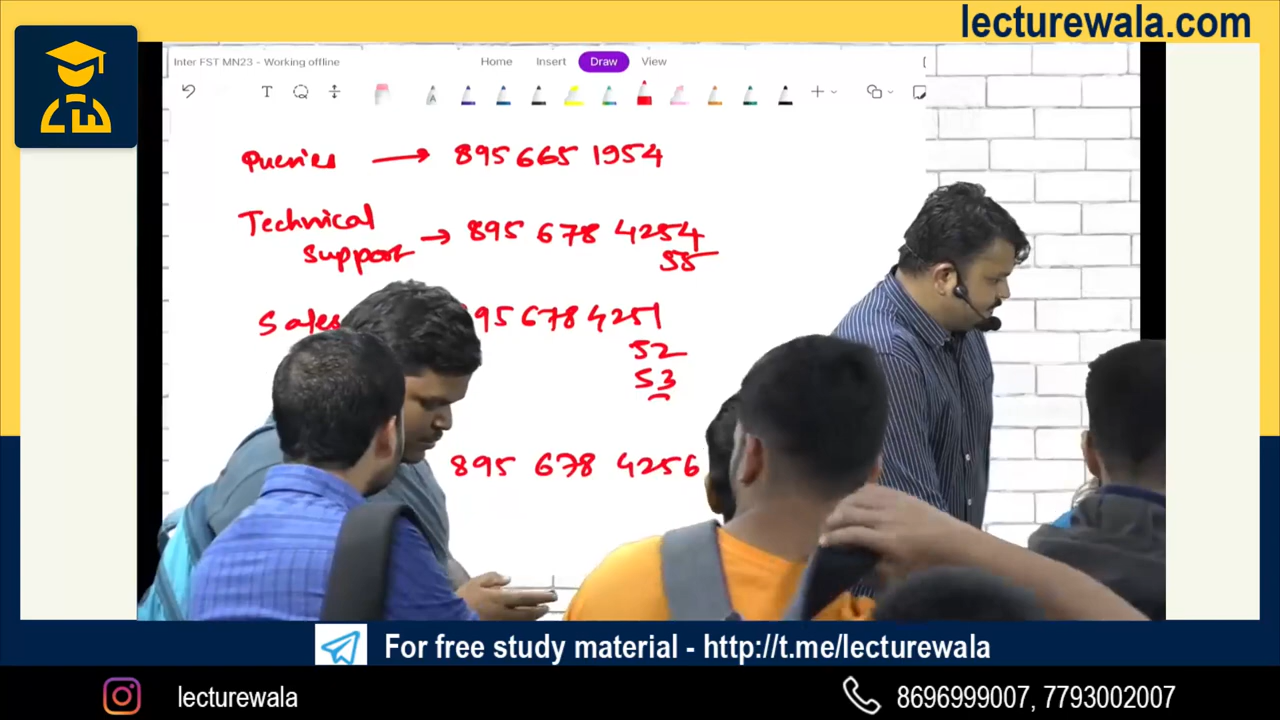 lecturewala.com
Inter FST MN23 - Working offline
Home Insert Draw View
Queries → 895 665 1954
Technical
Support → 895 678 4254
55
Sales
95 678 4251
52
53
895 678 4256
For free study material - http://t.me/lecturewala
lecturewala
8696999007, 7793002007